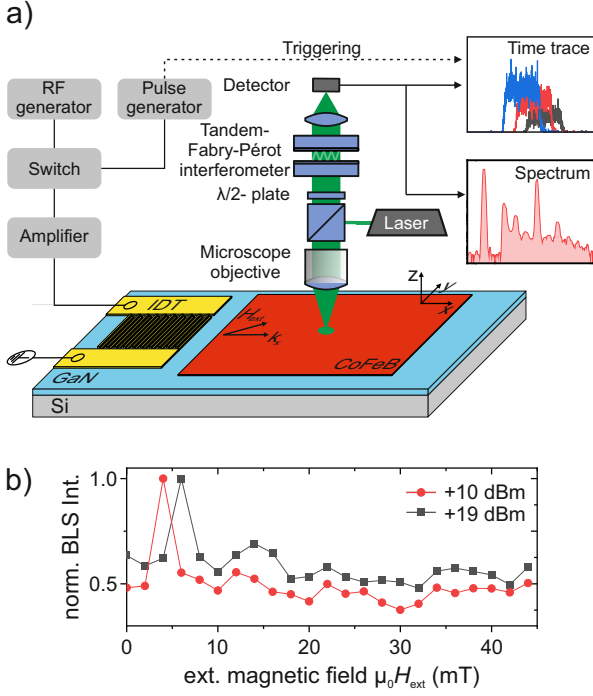 a)
Triggering
RF
generator
Pulse
generator
Detector
Time trace
Tandem-
Fabry-Pérot
interferometer
Switch
λ/2- plate
Spectrum
Amplifier
Laser
Microscope
objective
IDT
z
y
x
Hext
ks
CoFeB
GaN
Si
b)
norm. BLS Int.
1.0
0.5
+10 dBm
+19 dBm
0 10 20 30 40
ext. magnetic field μ0Hext (mT)